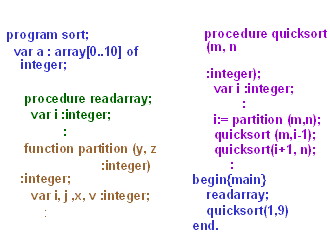 program sort;
var a : array[0..10] of
integer;
procedure readarray;
var i :integer;
:
function partition (y, z
:integer)
:integer;
var i, j ,x, v :integer;
:
procedure quicksort
(m, n
:integer);
var i :integer;
:
i:= partition (m,n);
quicksort (m,i-1);
quicksort(i+1, n);
:
begin{main}
readarray;
quicksort(1,9)
end.